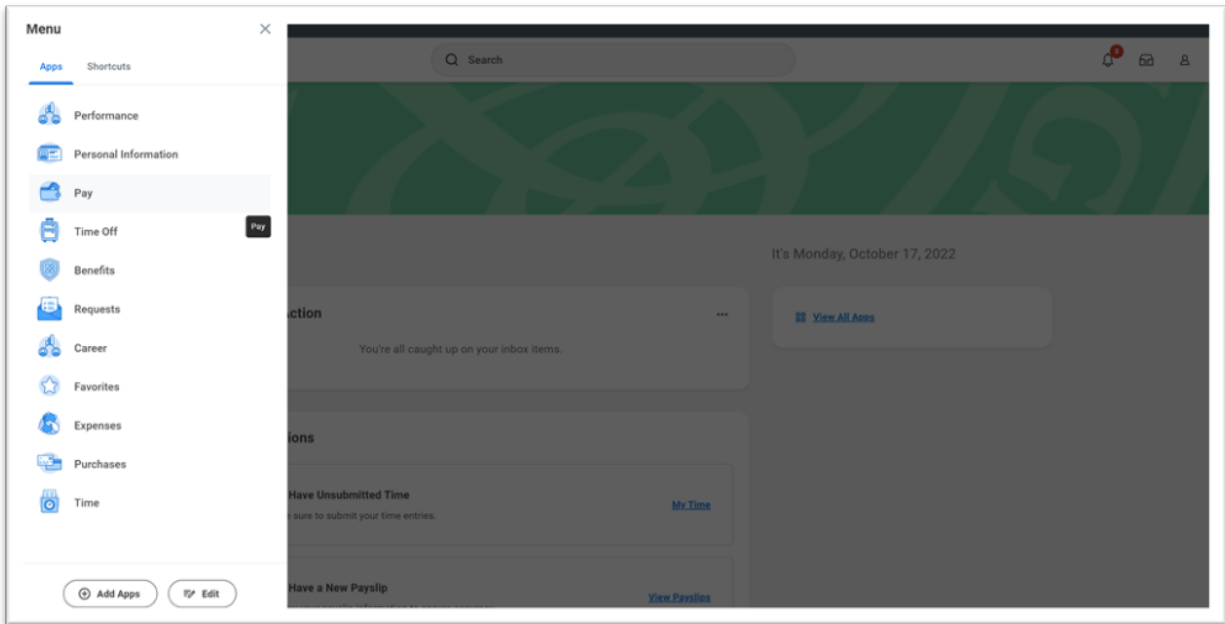 Menu
Apps Shortcuts
Performance
Personal Information
Pay
Time Off
Pay
Benefits
Requests
Career
Favorites
Expenses
Purchases
Time
Add Apps Edit
Search
It's Monday, October 17, 2022
ction
View All Apps
You're all caught up on your inbox items.
ions
Have Unsubmitted Time
sure to submit your time entries.
My Time
Have a New Payslip
View Payslips